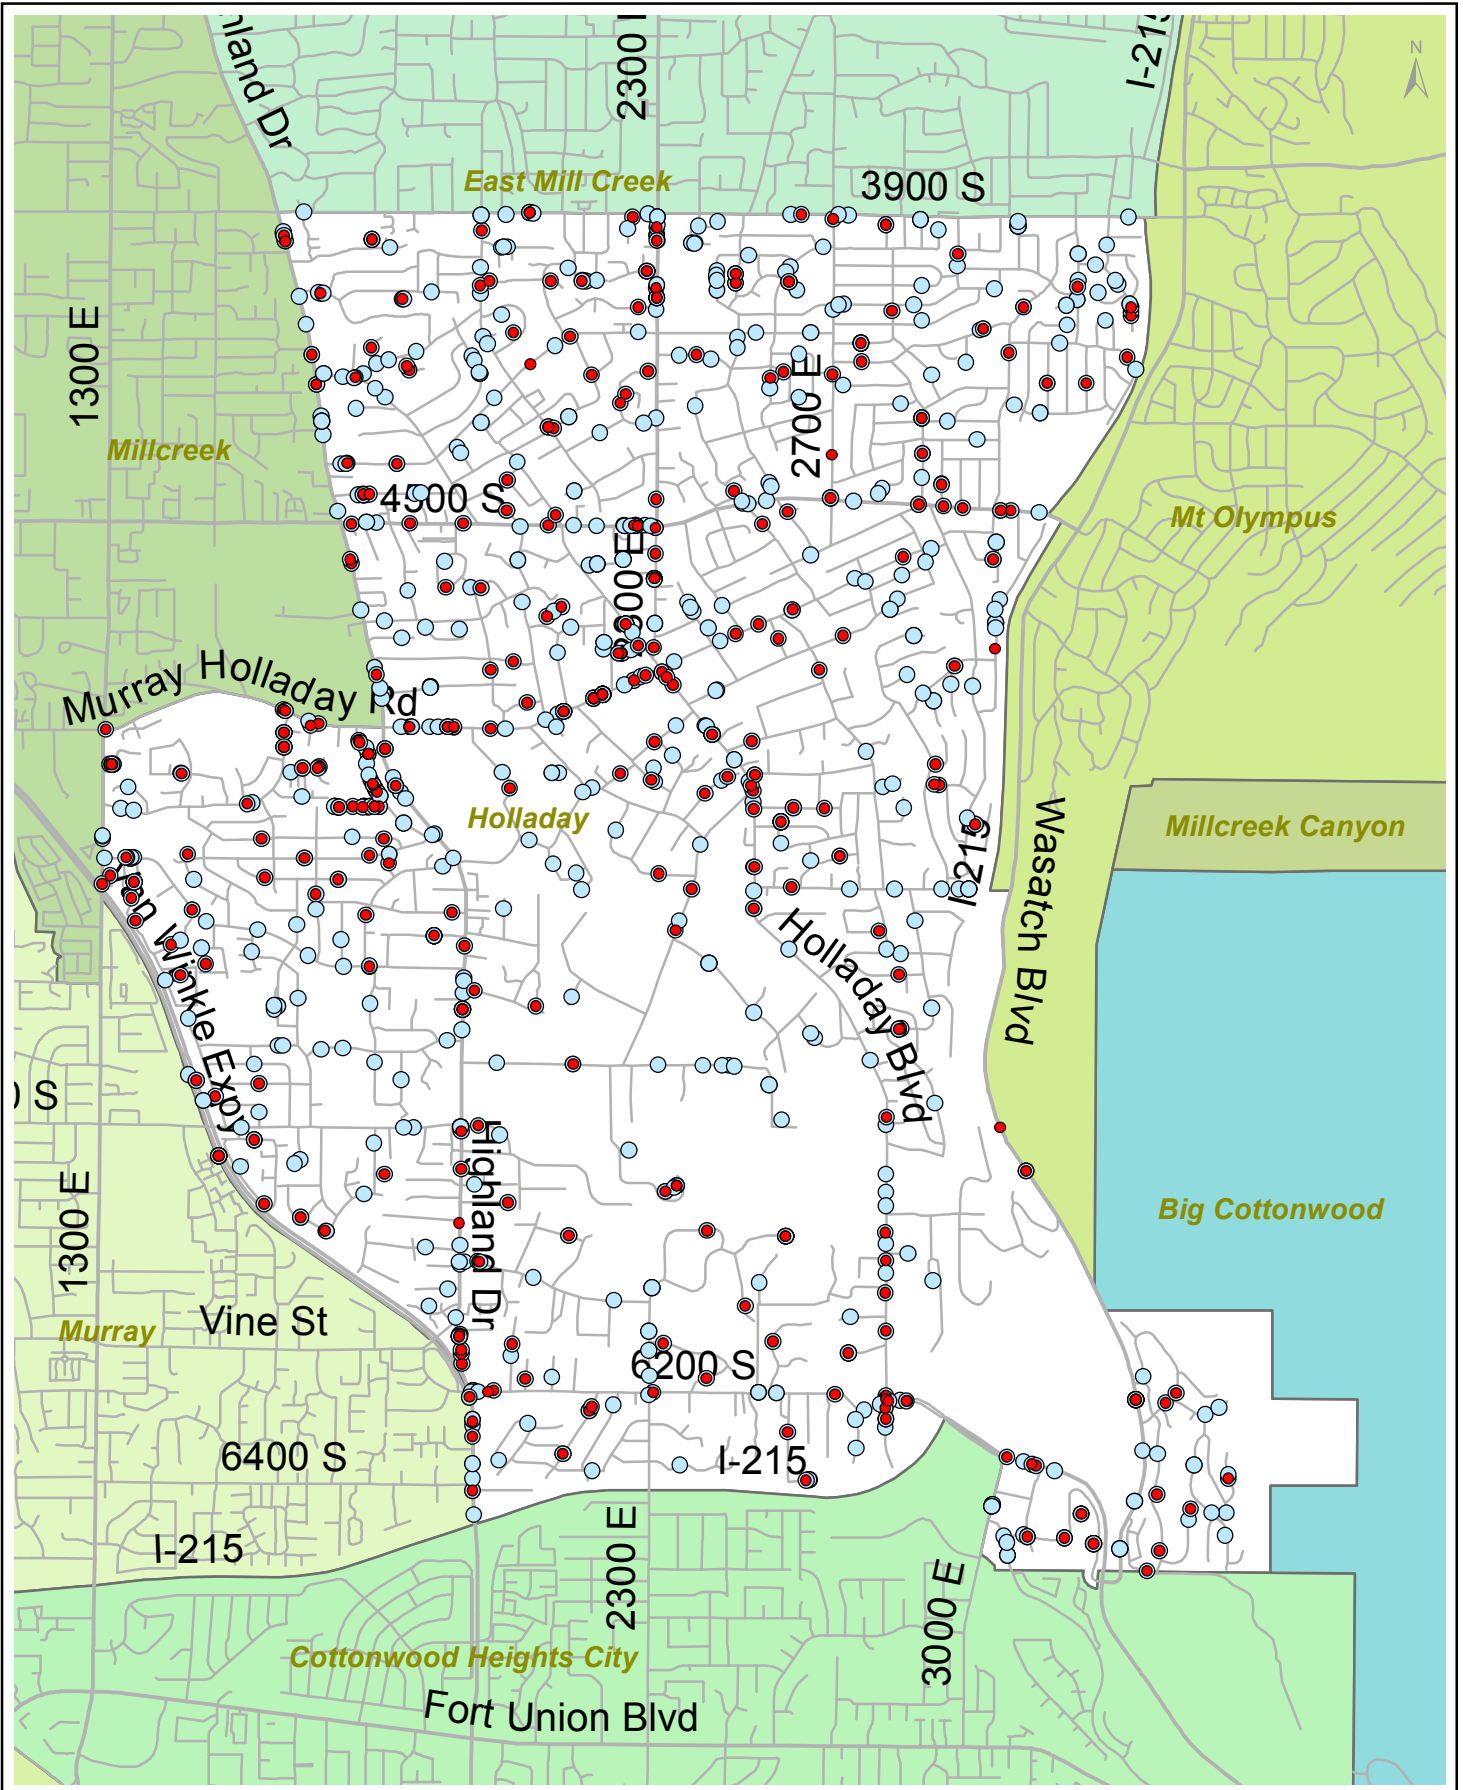 2300
I-215
N
East Mill Creek
3900 S
1300 E
2700 E
Millcreek
4500 S
Mt Olympus
2300 E
Murray Holladay Rd
Holladay
Millcreek Canyon
I-215
Wasatch Blvd
Winkle Expy
Holladay Blvd
Highland Dr
1300 E
Big Cottonwood
Vine St
Murray
6200 S
6400 S
I-215
I-215
2300 E
3000 E
Cottonwood Heights City
Fort Union Blvd